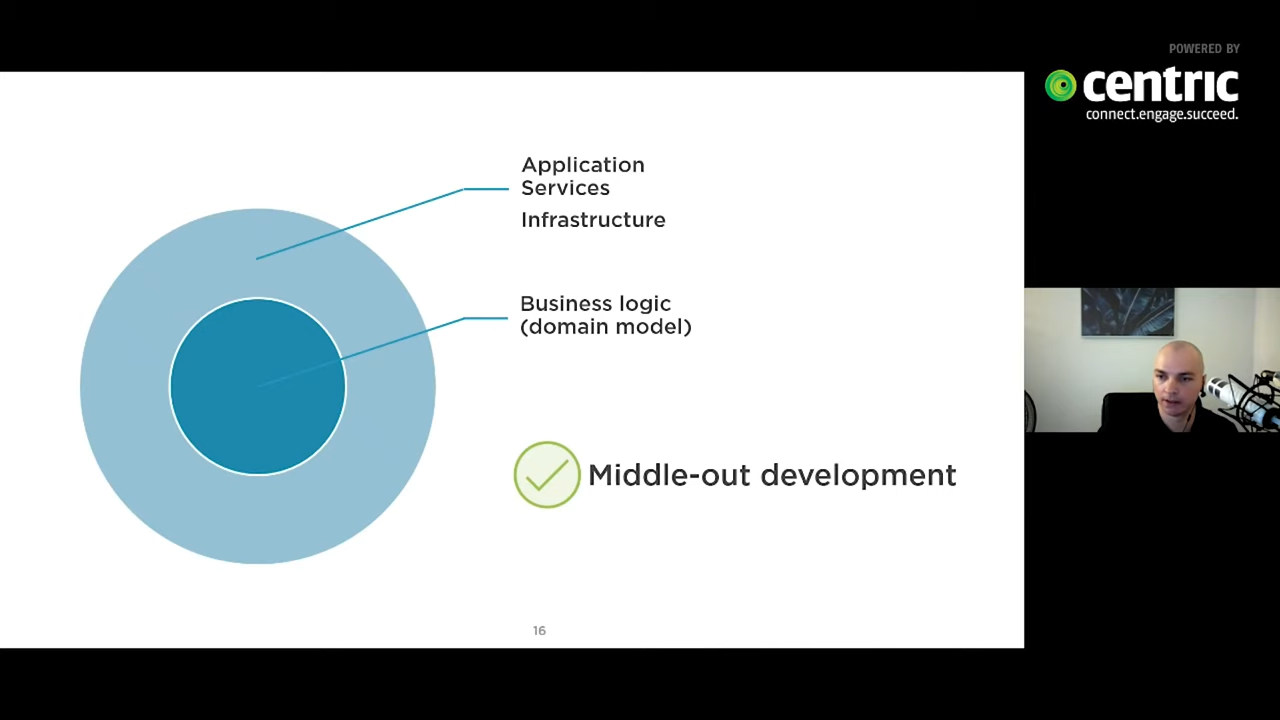 POWERED BY
centric
connect.engage.succeed.
Application
Services
Infrastructure
Business logic
(domain model)
Middle-out development
16